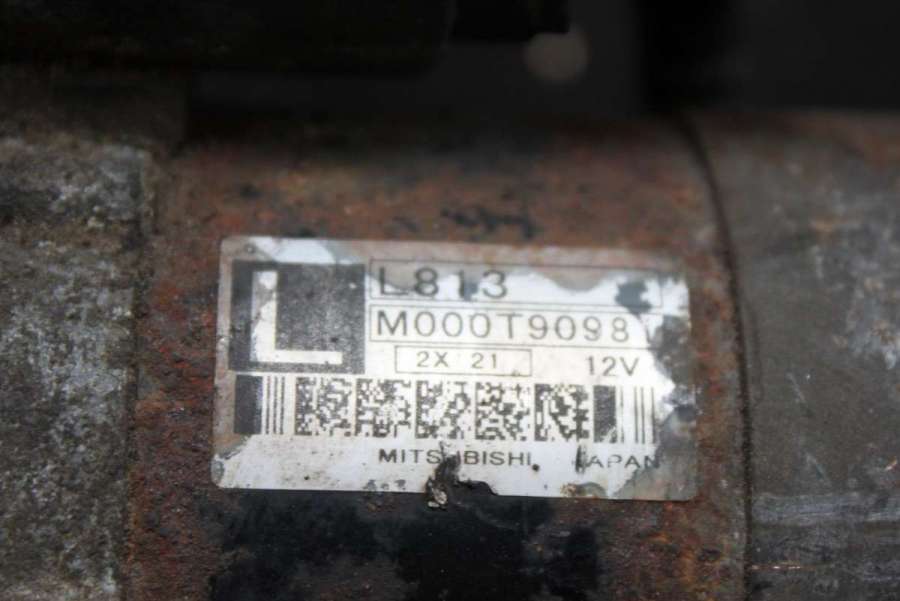 L
L813
M000T9098
2X 21
12V
MITSUBISHI JAPAN